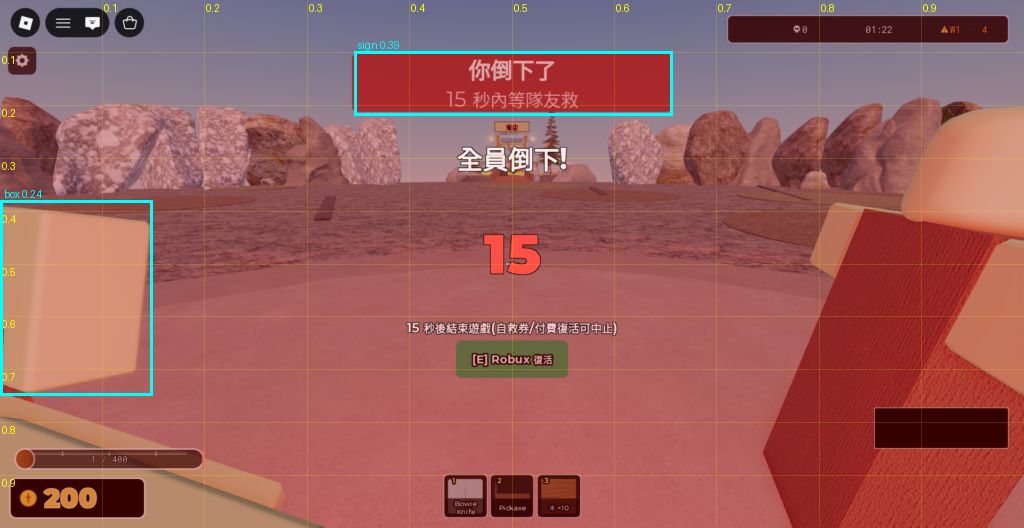 0
01:22
W1 · 4
你倒下了
15 秒內等隊友救
商店
全員倒下!
15
15 秒後結束遊戲(自救券/付費復活可中止)
[E] Robux 復活
1 / 400
200
1
Bowie Knife
2
Pickaxe
3
木 ×10
sign 0.39
box 0.24
0.1 0.2 0.3 0.4 0.5 0.6 0.7 0.8 0.9
0.1
0.2
0.3
0.4
0.5
0.6
0.7
0.8
0.9